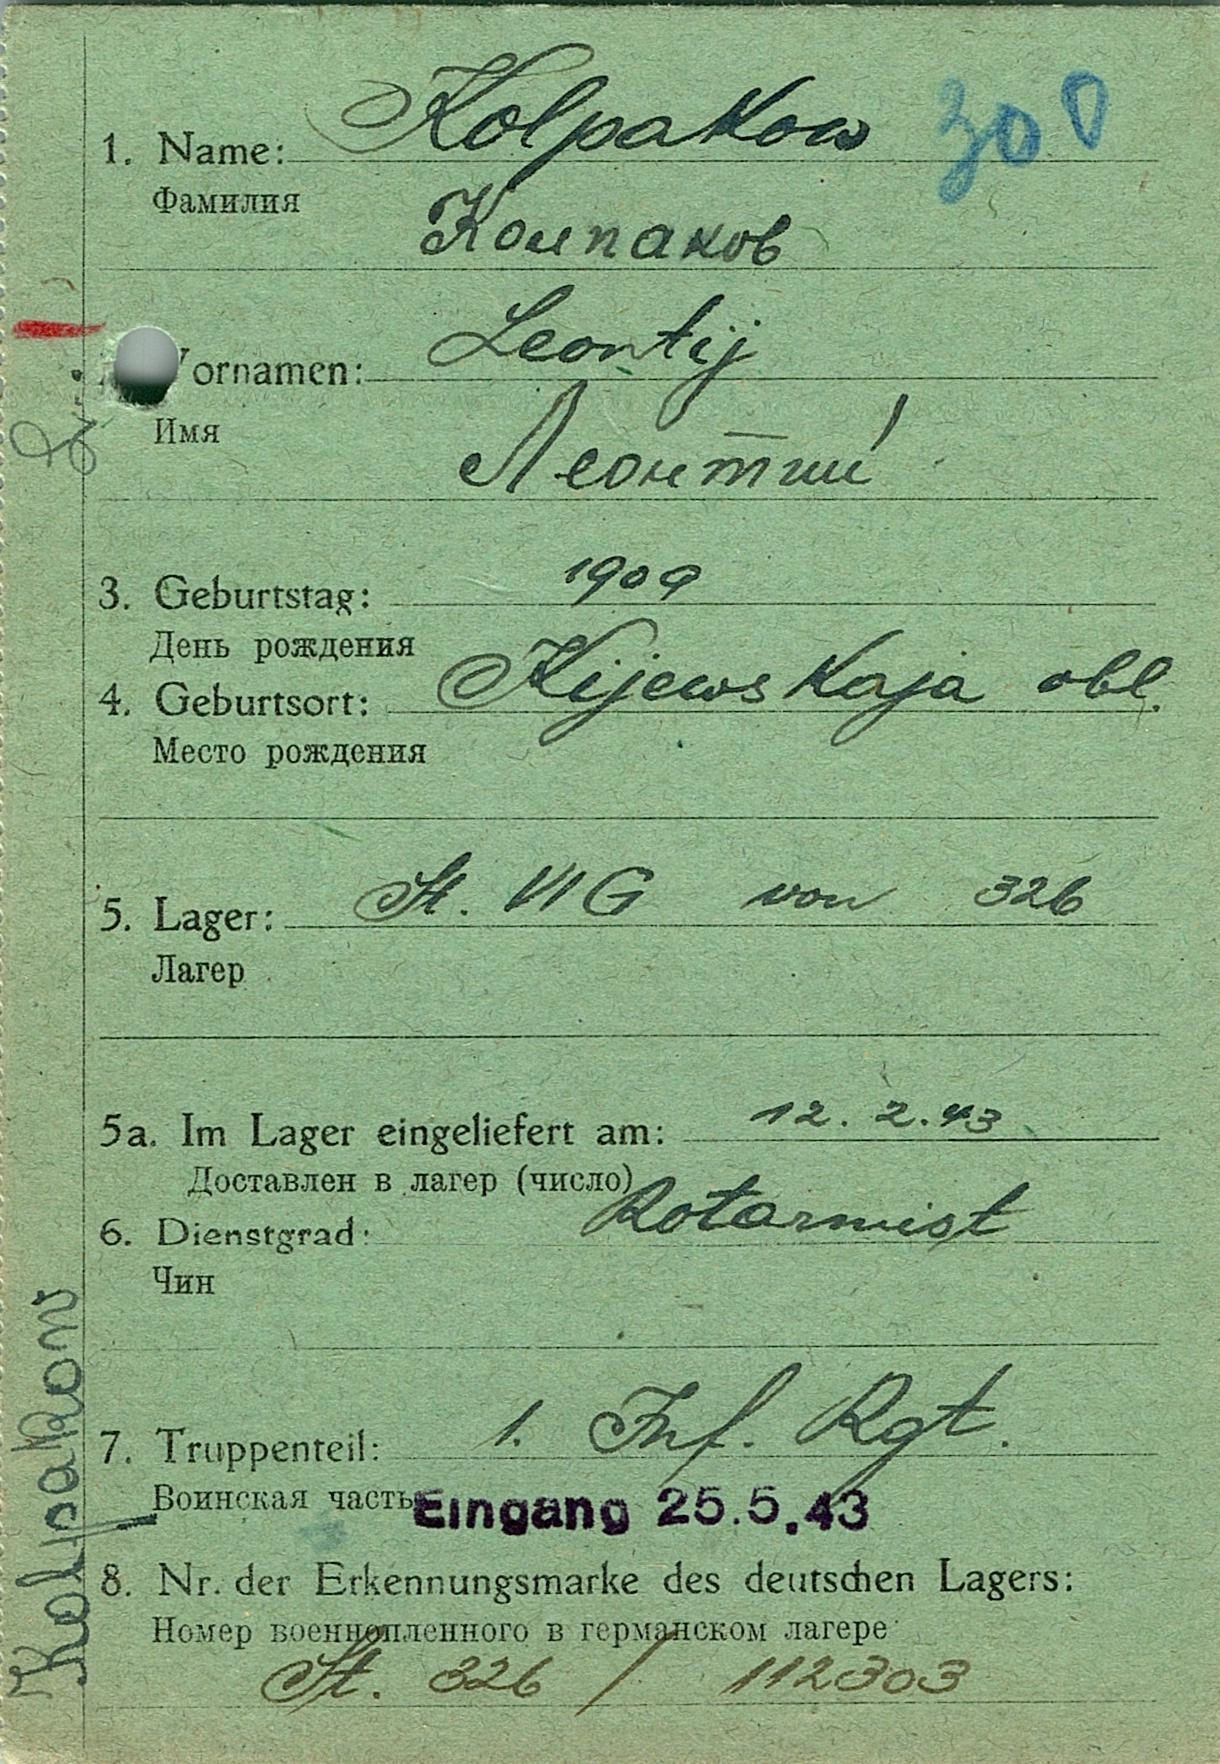 1. Name: Kolpakow 300
Фамилия
Колпаков
Vornamen: Leontij
Имя
Леонтий
3. Geburtstag: 1909
День рождения
4. Geburtsort: Kijewskaja obl.
Место рождения
5. Lager: St. VI G von 326
Лагер
5a. Im Lager eingeliefert am: 12. 2. 43
Доставлен в лагер (число)
6. Dienstgrad: Rotarmist
Чин
7. Truppenteil: 1. Inf. Rgt.
Воинская часть
Eingang 25.5.43
8. Nr. der Erkennungsmarke des deutschen Lagers:
Номер военнопленного в германском лагере
St. 326 / 112303
Kolpakow